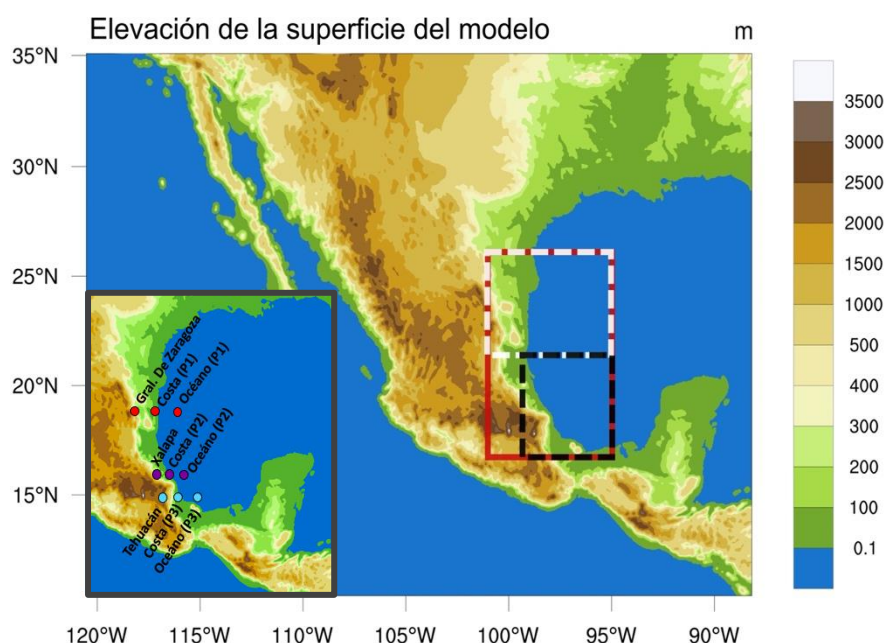 Elevación de la superficie del modelo
m
35°N
30°N
25°N
20°N
15°N
120°W
115°W
110°W
105°W
100°W
95°W
90°W
3500
3000
2500
2000
1500
1000
500
400
300
200
100
0.1
Gral. De Zaragoza
Costa (P1)
Océano (P1)
Xalapa
Costa (P2)
Océano (P2)
Tehuacán
Costa (P3)
Océano (P3)